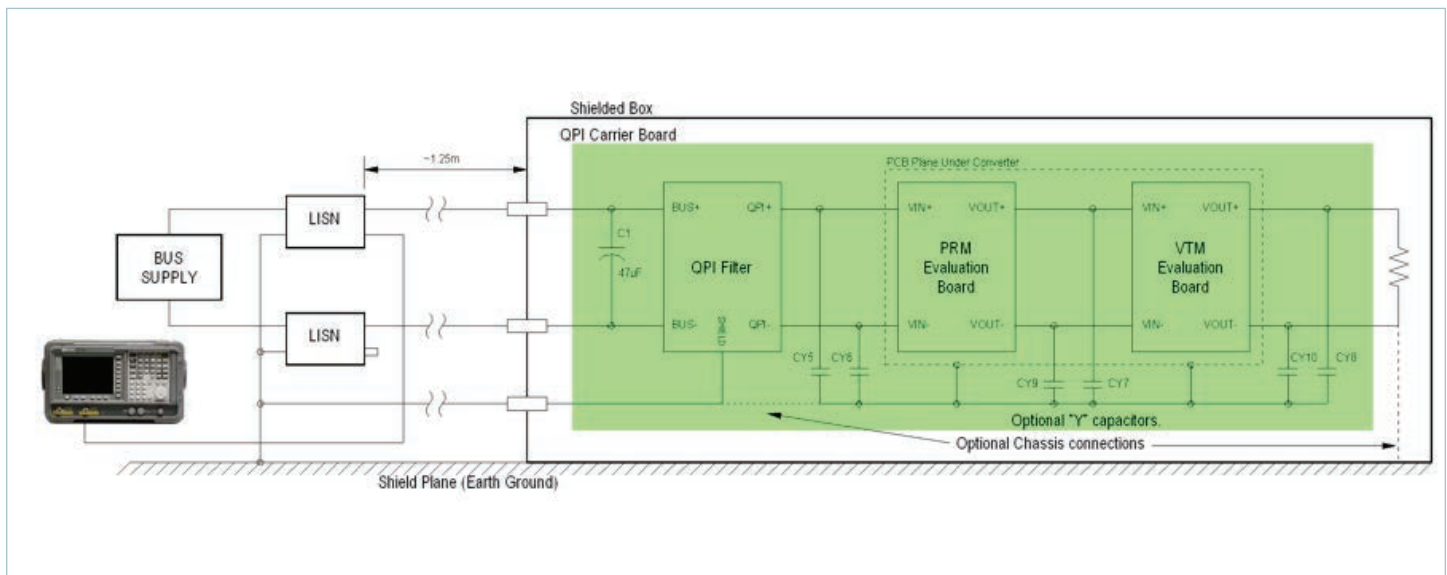 Shielded Box
QPI Carrier Board
~1.25m
PCB Plane Under Converter
LISN
BUS
SUPPLY
LISN
C1
47uF
BUS+
QPI+
QPI Filter
BUS-
SHIELD
QPI-
VIN+
VOUT+
PRM
Evaluation
Board
VIN-
VOUT-
VIN+
VOUT+
VTM
Evaluation
Board
VIN-
VOUT-
CY5
CY6
CY9
CY7
CY10
CY8
Optional "Y" capacitors.
Optional Chassis connections
Shield Plane (Earth Ground)